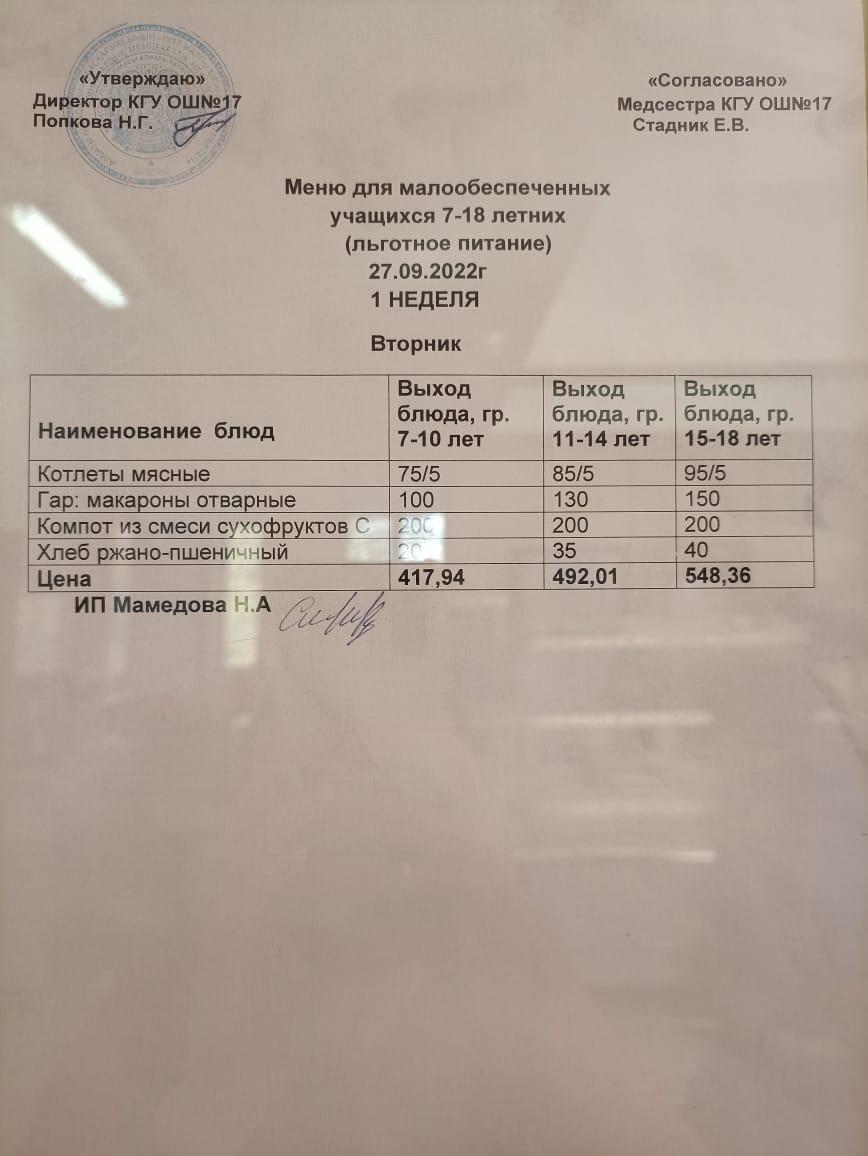 «Утверждаю»
Директор КГУ ОШ№17
Попкова Н.Г.
«Согласовано»
Медсестра КГУ ОШ№17
Стадник Е.В.
Меню для малообеспеченных
учащихся 7-18 летних
(льготное питание)
27.09.2022г
1 НЕДЕЛЯ
Вторник
Наименование блюд Выход блюда, гр. 7-10 лет Выход блюда, гр. 11-14 лет Выход блюда, гр. 15-18 лет
Котлеты мясные 75/5 85/5 95/5
Гар: макароны отварные 100 130 150
Компот из смеси сухофруктов С 200 200 200
Хлеб ржано-пшеничный 20 35 40
Цена 417,94 492,01 548,36
ИП Мамедова Н.А